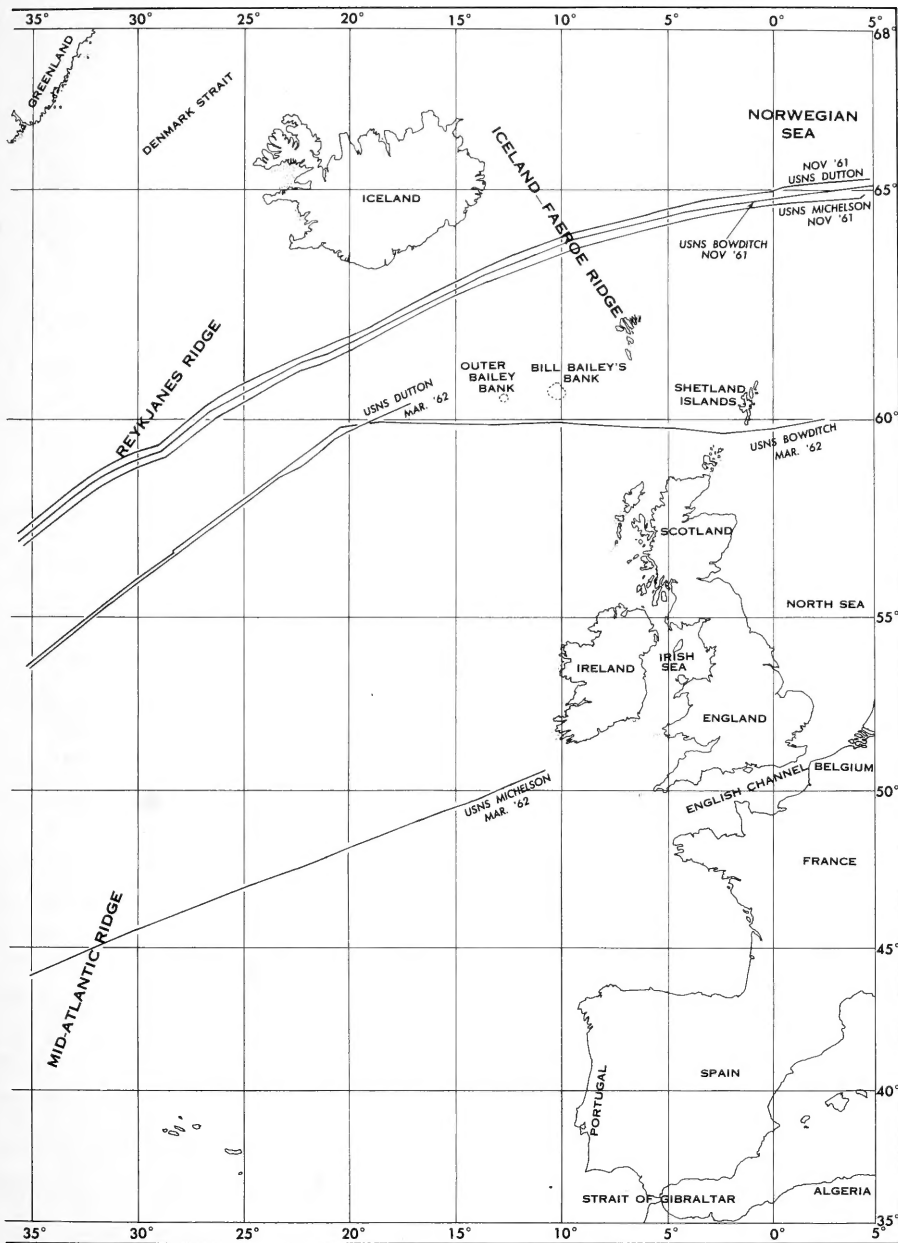 35° 30° 25° 20° 15° 10° 5° 0° 5°
68°
GREENLAND
DENMARK STRAIT
NORWEGIAN
SEA
ICELAND–FAEROE RIDGE
NOV '61
USNS DUTTON
65°
ICELAND
USNS MICHELSON
NOV '61
USNS BOWDITCH
NOV '61
REYKJANES RIDGE
OUTER
BAILEY
BANK
BILL BAILEY'S
BANK
SHETLAND
ISLANDS
USNS DUTTON
MAR. '62
60°
USNS BOWDITCH
MAR. '62
SCOTLAND
NORTH SEA
55°
IRELAND
IRISH
SEA
ENGLAND
ENGLISH CHANNEL
BELGIUM
USNS MICHELSON
MAR. '62
50°
FRANCE
MID-ATLANTIC RIDGE
45°
SPAIN
40°
PORTUGAL
STRAIT OF GIBRALTAR
ALGERIA
35°
35° 30° 25° 20° 15° 10° 5° 0° 5°